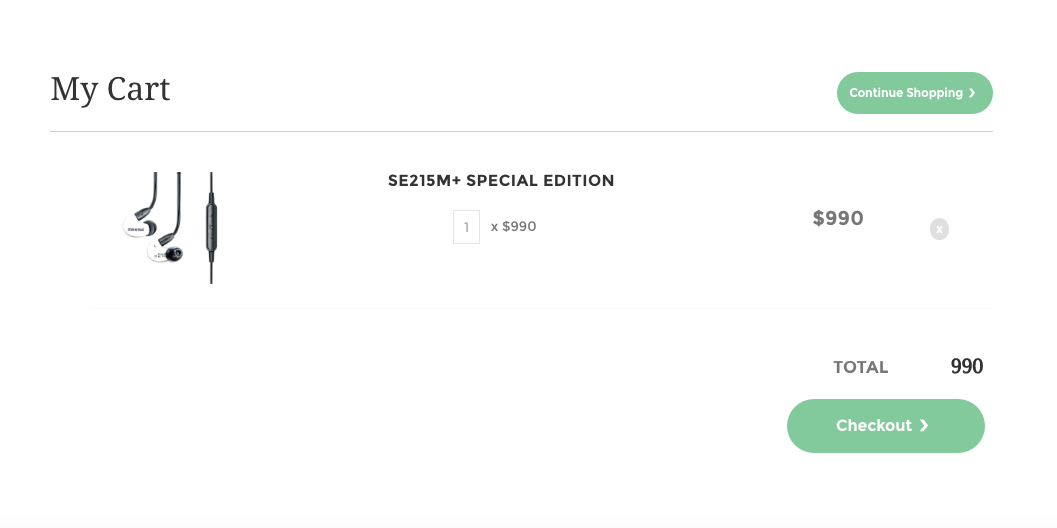 My Cart
Continue Shopping ❯
SE215M+ SPECIAL EDITION
1 x $990
$990
x
TOTAL 990
Checkout ❯